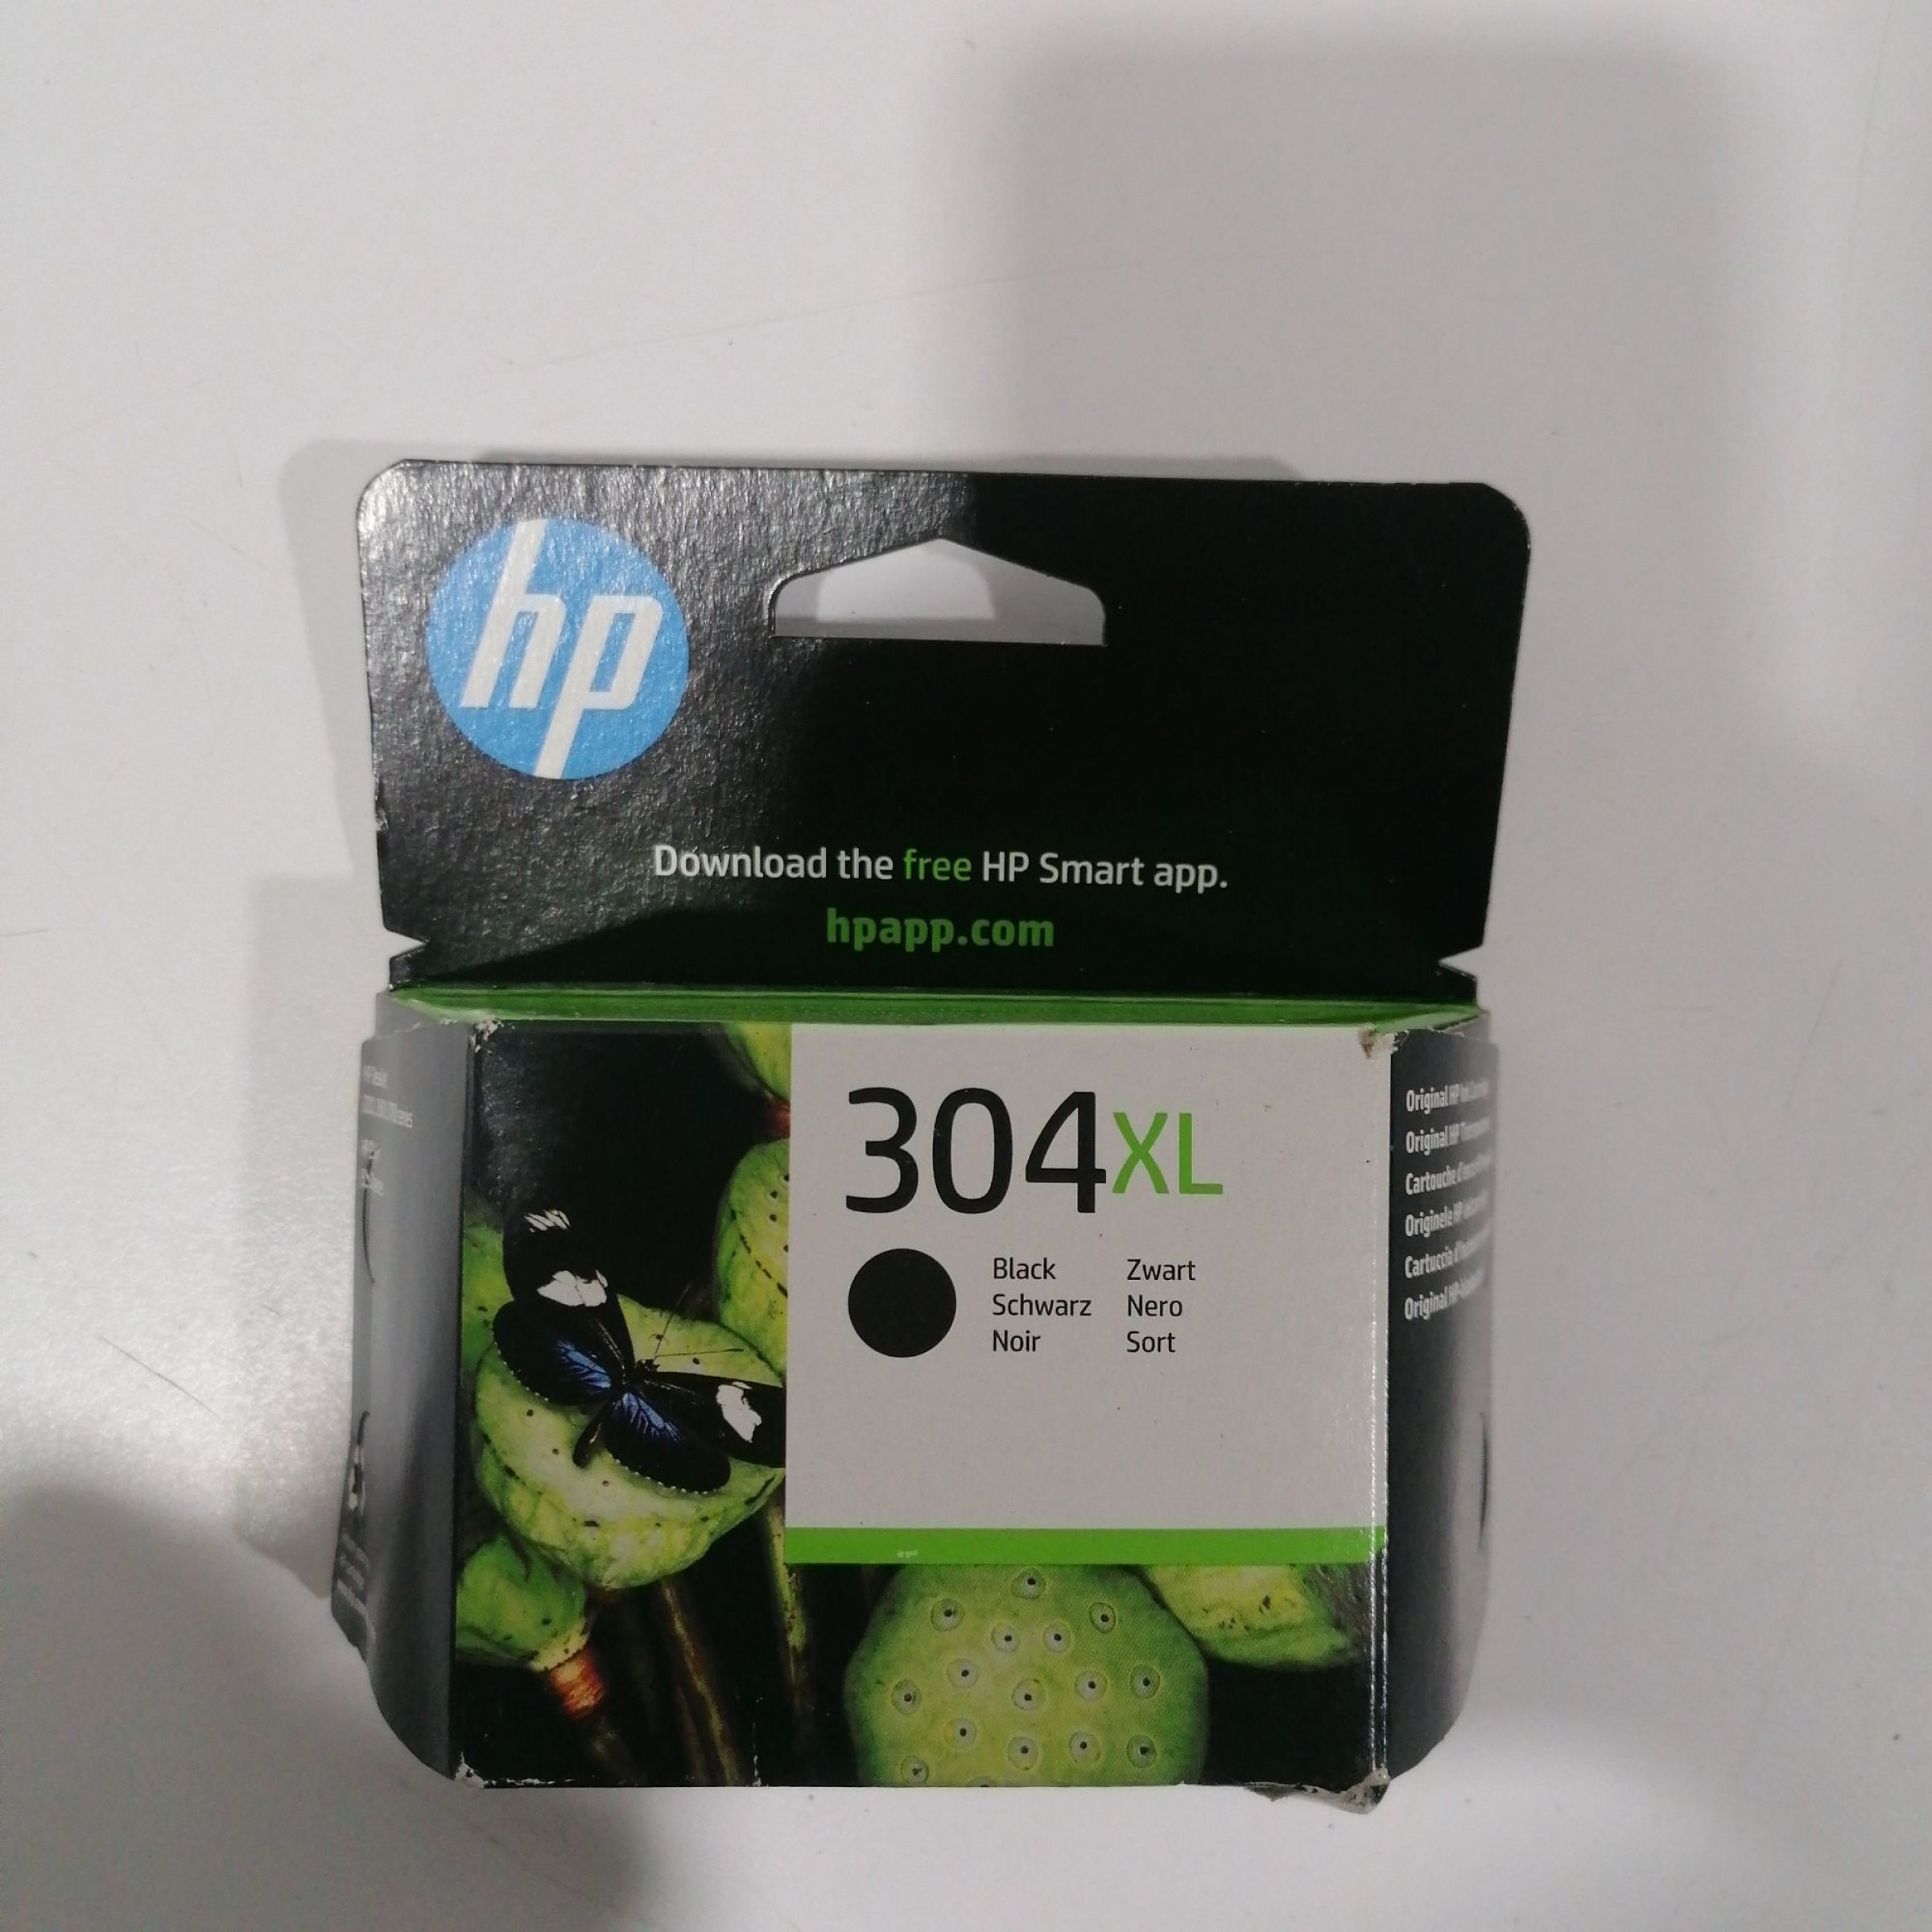 hp
Download the free HP Smart app.
hpapp.com
304XL
Black
Schwarz
Noir
Zwart
Nero
Sort
Original HP Ink
Original HP
Cartouche
Originele HP
Cartuccia
Original HP